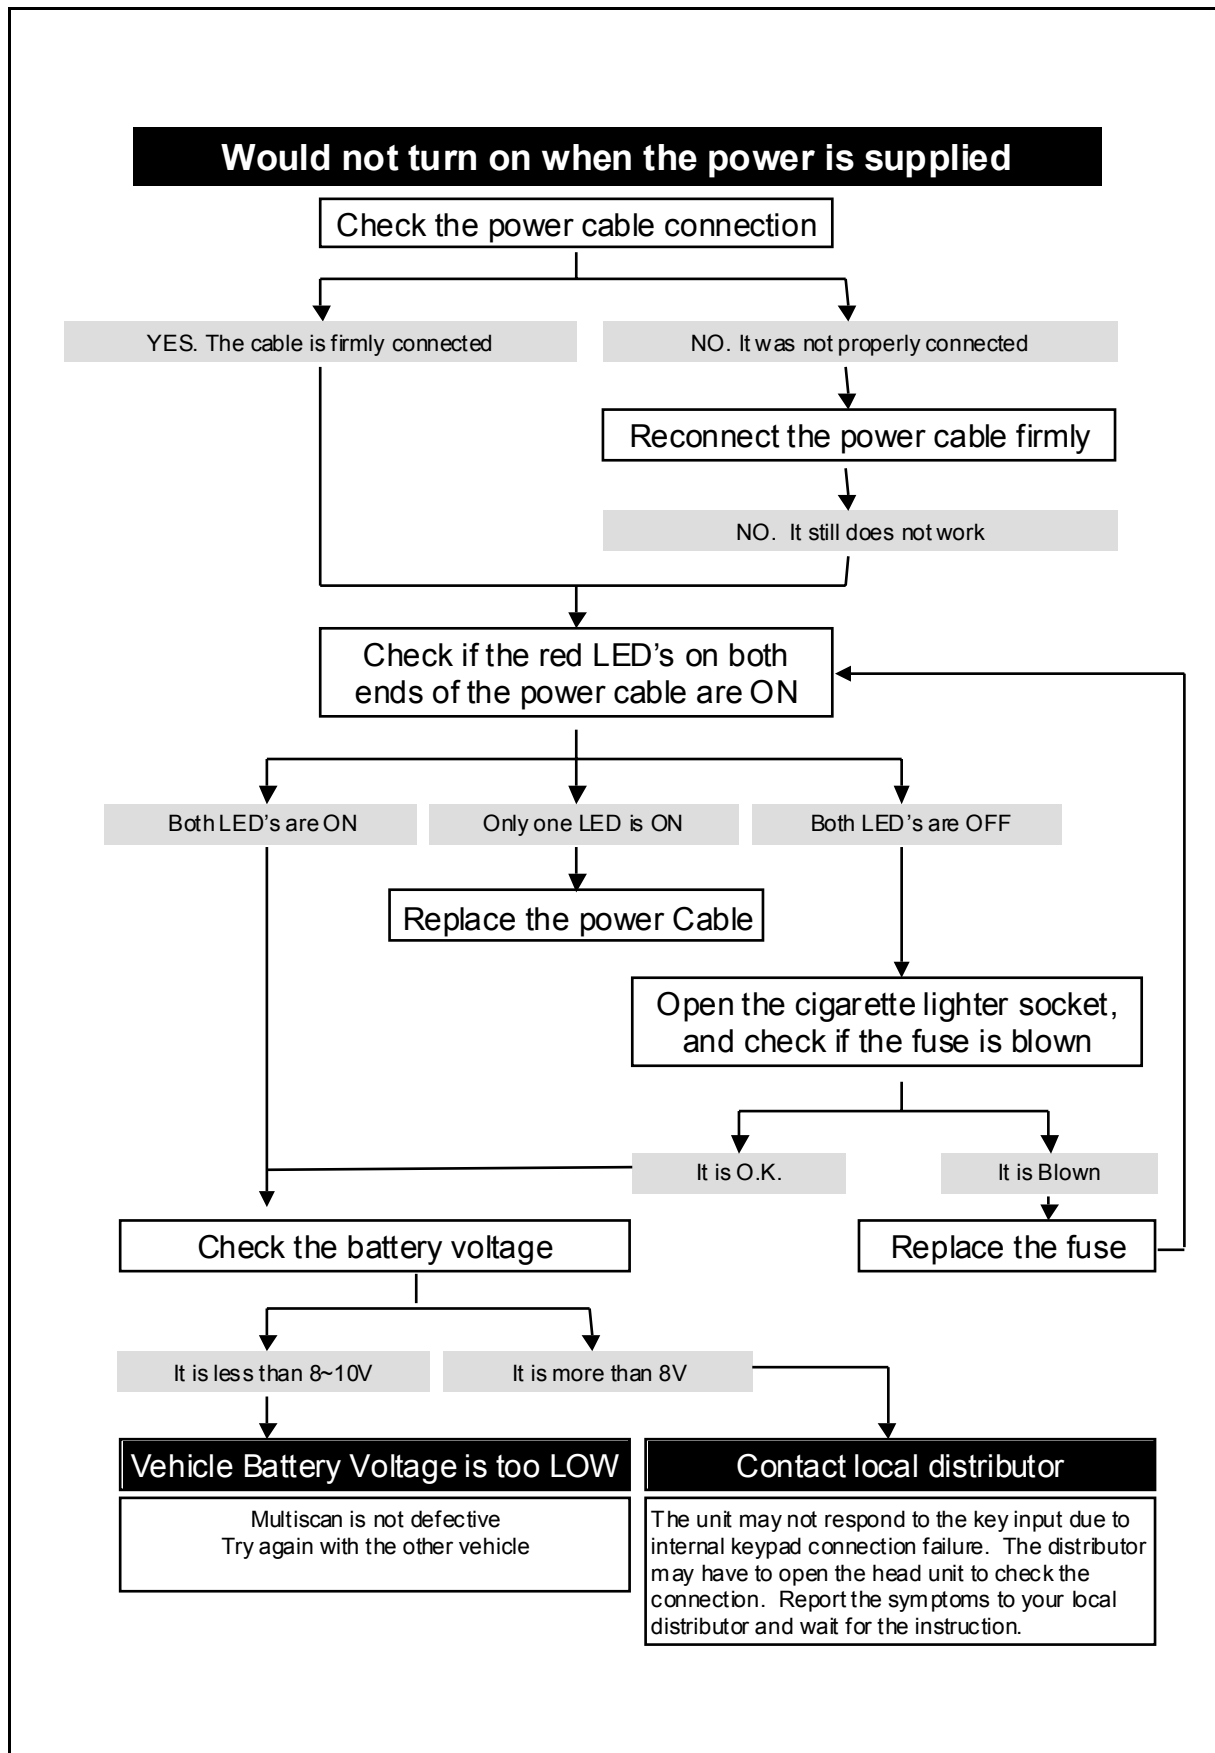 Would not turn on when the power is supplied
Check the power cable connection
YES. The cable is firmly connected
NO. It was not properly connected
Reconnect the power cable firmly
NO.  It still does not work
Check if the red LED’s on both
ends of the power cable are ON
Both LED’s are ON
Only one LED is ON
Both LED’s are OFF
Replace the power Cable
Open the cigarette lighter socket,
and check if the fuse is blown
It is O.K.
It is Blown
Check the battery voltage
Replace the fuse
It is less than 8~10V
It is more than 8V
Vehicle Battery Voltage is too LOW
Multiscan is not defective
Try again with the other vehicle
Contact local distributor
The unit may not respond to the key input due to
internal keypad connection failure.  The distributor
may have to open the head unit to check the
connection.  Report the symptoms to your local
distributor and wait for the instruction.